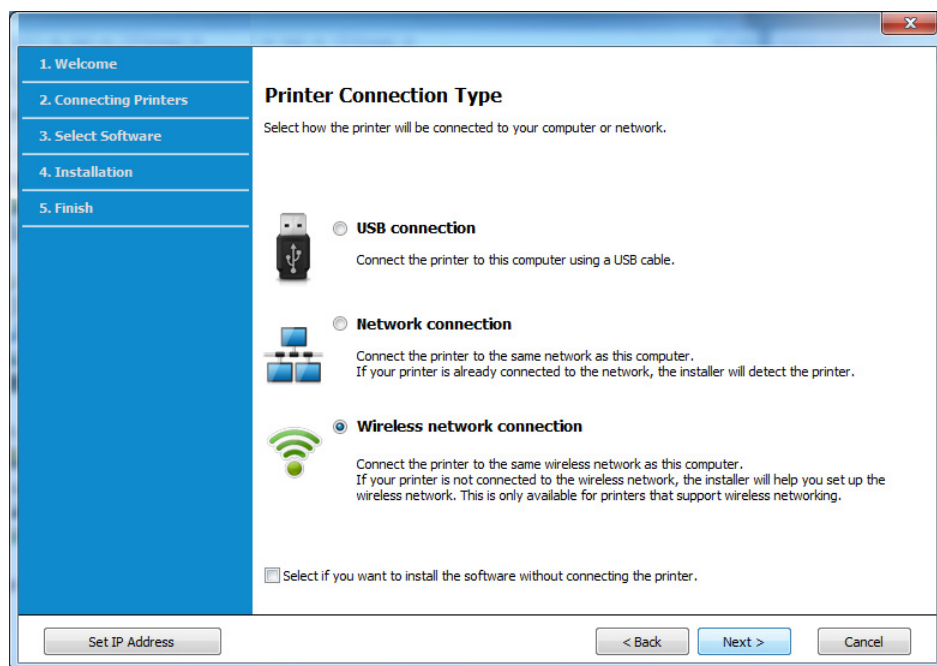 X
1. Welcome
2. Connecting Printers
3. Select Software
4. Installation
5. Finish
Printer Connection Type
Select how the printer will be connected to your computer or network.
USB connection
Connect the printer to this computer using a USB cable.
Network connection
Connect the printer to the same network as this computer.
If your printer is already connected to the network, the installer will detect the printer.
Wireless network connection
Connect the printer to the same wireless network as this computer.
If your printer is not connected to the wireless network, the installer will help you set up the
wireless network. This is only available for printers that support wireless networking.
Select if you want to install the software without connecting the printer.
Set IP Address
< Back
Next >
Cancel